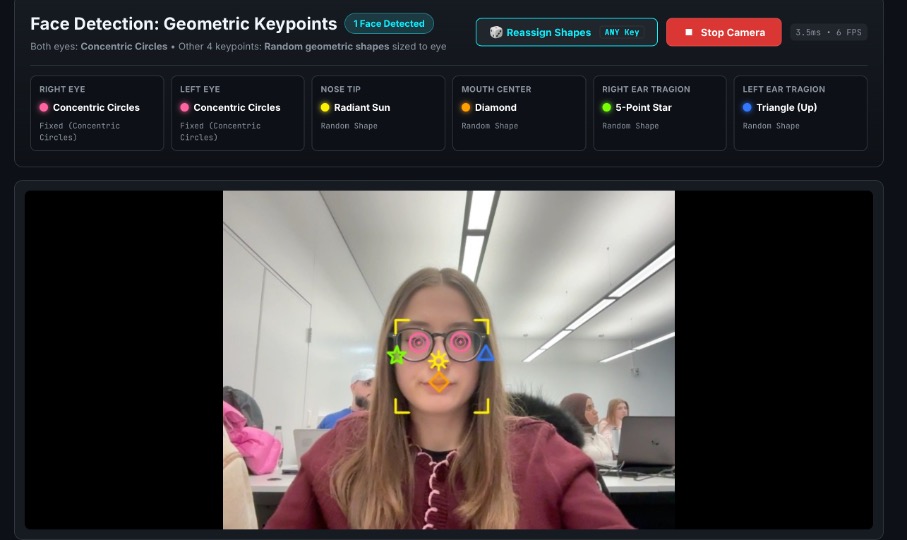 Face Detection: Geometric Keypoints
1 Face Detected
Both eyes: Concentric Circles • Other 4 keypoints: Random geometric shapes sized to eye
Reassign Shapes ANY Key
Stop Camera
3.5ms • 6 FPS
RIGHT EYE
Concentric Circles
Fixed (Concentric
Circles)
LEFT EYE
Concentric Circles
Fixed (Concentric
Circles)
NOSE TIP
Radiant Sun
Random Shape
MOUTH CENTER
Diamond
Random Shape
RIGHT EAR TRAGION
5-Point Star
Random Shape
LEFT EAR TRAGION
Triangle (Up)
Random Shape